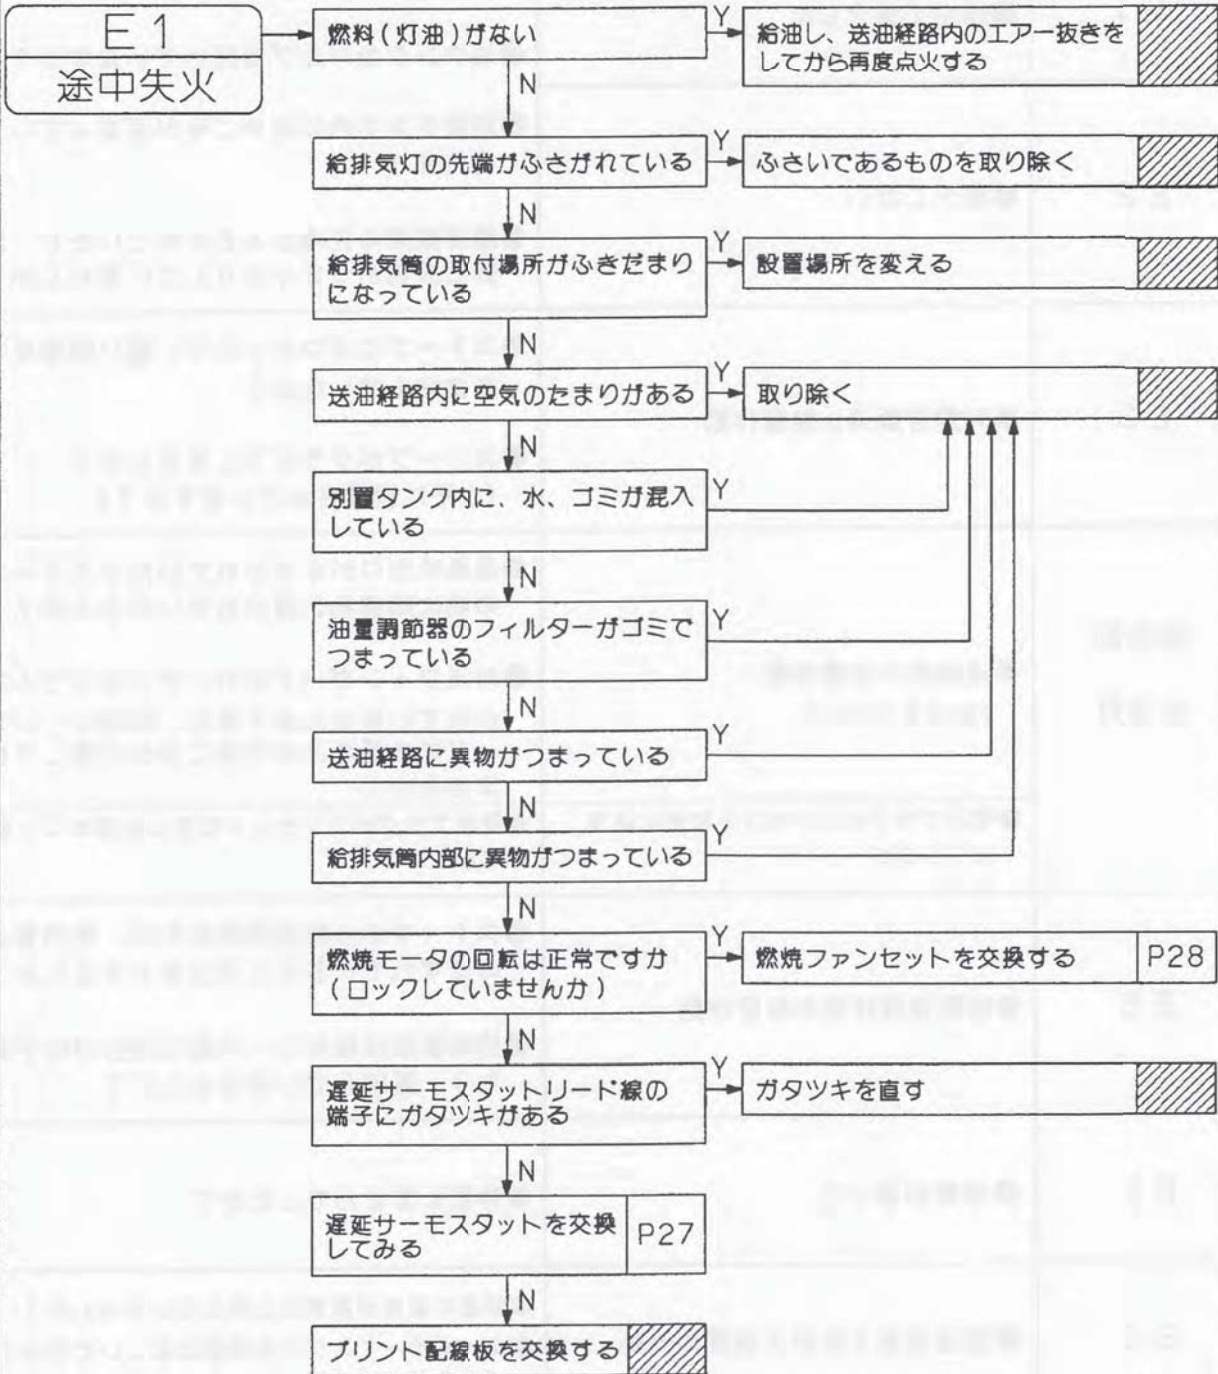 E1
途中失火
燃料(灯油)がない
Y
給油し、送油経路内のエアー抜きを
してから再度点火する
N
給排気灯の先端がふさがれている
Y
ふさいであるものを取り除く
N
給排気筒の取付場所がふきだまり
になっている
Y
設置場所を変える
N
送油経路内に空気のたまりがある
Y
取り除く
N
別置タンク内に、水、ゴミが混入
している
Y
N
油量調節器のフィルターがゴミで
つまっている
Y
N
送油経路に異物がつまっている
Y
N
給排気筒内部に異物がつまっている
Y
N
燃焼モータの回転は正常ですか
(ロックしていませんか)
Y
燃焼ファンセットを交換する
P28
N
遅延サーモスタットリード線の
端子にガタツキがある
Y
ガタツキを直す
N
遅延サーモスタットを交換
してみる
P27
N
プリント配線板を交換する